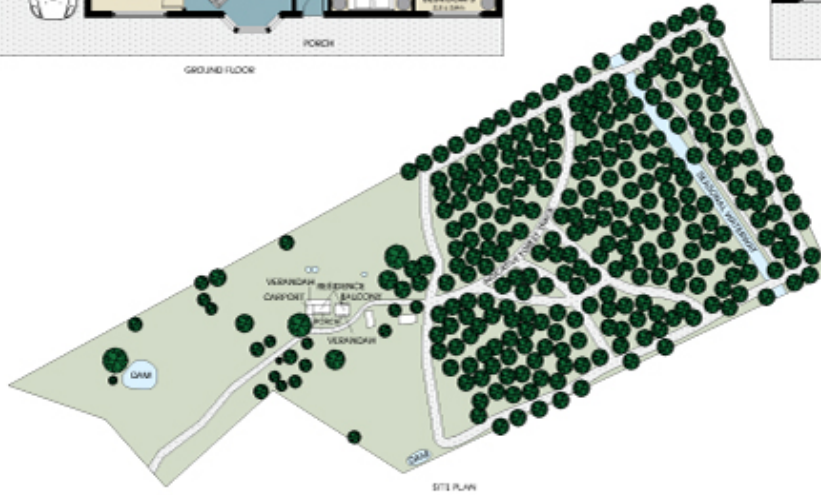 PORCH
GROUND FLOOR
SEASONAL WATERWAY
VERANDAH
RESIDENCE
CARPORT
BALCONY
PORCH
VERANDAH
DAM
DAM
SITE PLAN